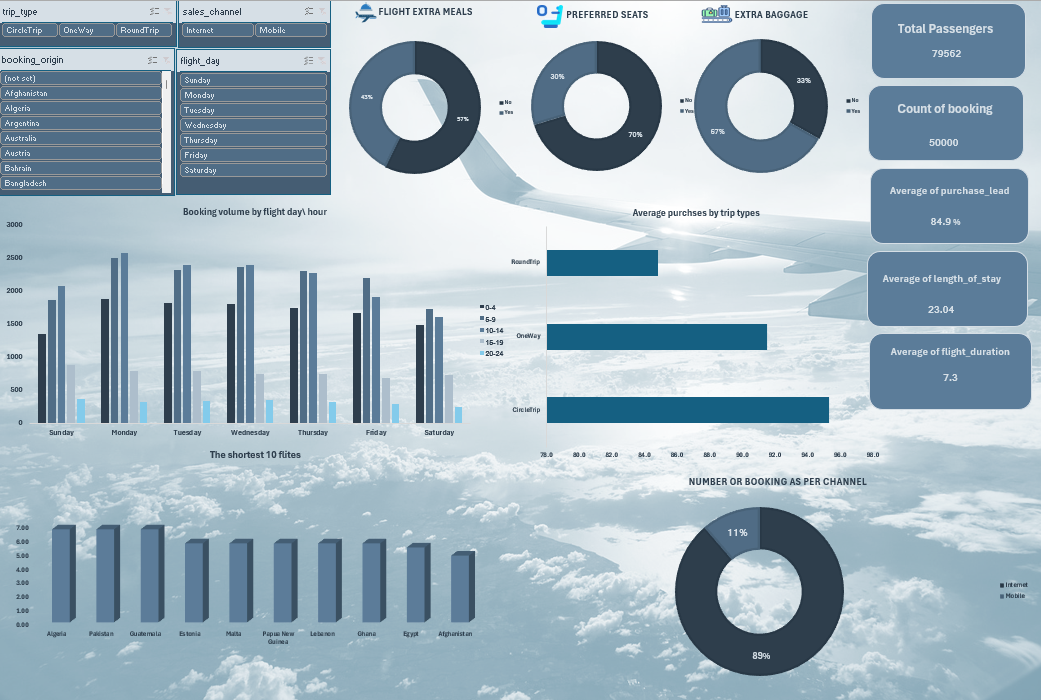 trip_type
CircleTrip
OneWay
RoundTrip
sales_channel
Internet
Mobile
booking_origin
(not set)
Afghanistan
Algeria
Argentina
Australia
Austria
Bahrain
Bangladesh
flight_day
Sunday
Monday
Tuesday
Wednesday
Thursday
Friday
Saturday
FLIGHT EXTRA MEALS
43%
57%
No
Yes
PREFERRED SEATS
30%
70%
No
Yes
EXTRA BAGGAGE
33%
67%
No
Yes
Total Passengers
79562
Count of booking
50000
Average of purchase_lead
84.9 %
Average of length_of_stay
23.04
Average of flight_duration
7.3
Booking volume by flight day\ hour
3000
2500
2000
1500
1000
500
0
Sunday
Monday
Tuesday
Wednesday
Thursday
Friday
Saturday
0-4
5-9
10-14
15-19
20-24
Average purchses by trip types
RoundTrip
OneWay
CircleTrip
78.0
80.0
82.0
84.0
86.0
88.0
90.0
92.0
94.0
96.0
98.0
The shortest 10 flites
7.00
6.00
5.00
4.00
3.00
2.00
1.00
0.00
Algeria
Pakistan
Guatemala
Estonia
Malta
Papua New
Guinea
Lebanon
Ghana
Egypt
Afghanistan
NUMBER OR BOOKING AS PER CHANNEL
11%
89%
Internet
Mobile